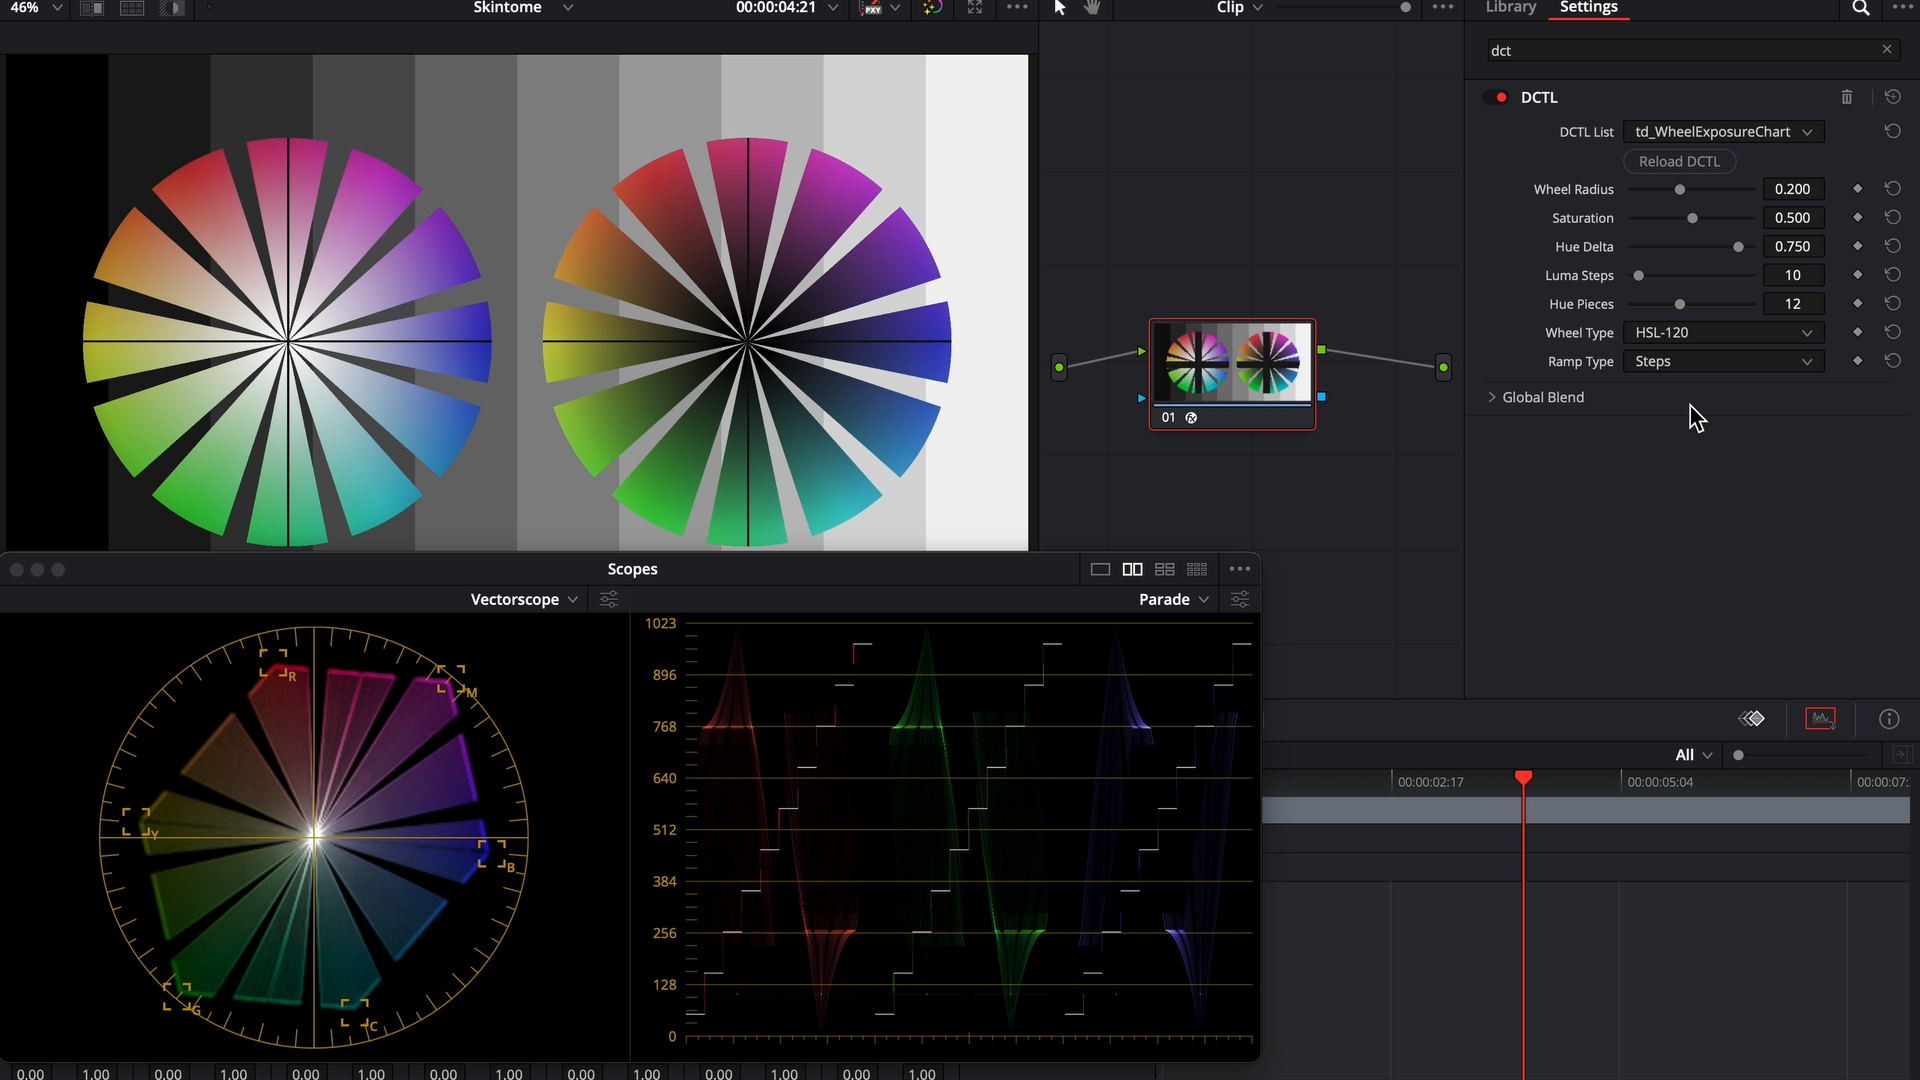 46%
Skintome
00:00:04:21
PXY
Clip
Library
Settings
dct
DCTL
DCTL List
td_WheelExposureChart
Reload DCTL
Wheel Radius
0.200
Saturation
0.500
Hue Delta
0.750
Luma Steps
10
Hue Pieces
12
Wheel Type
HSL-120
Ramp Type
Steps
Global Blend
01
fx
Scopes
Vectorscope
Parade
R
M
Y
B
G
C
1023
896
768
640
512
384
256
128
0
All
00:00:02:17
00:00:05:04
00:00:07:
0.00 1.00 0.00 1.00 0.00 1.00 0.00 1.00 0.00 1.00 0.00 1.00 0.00 1.00